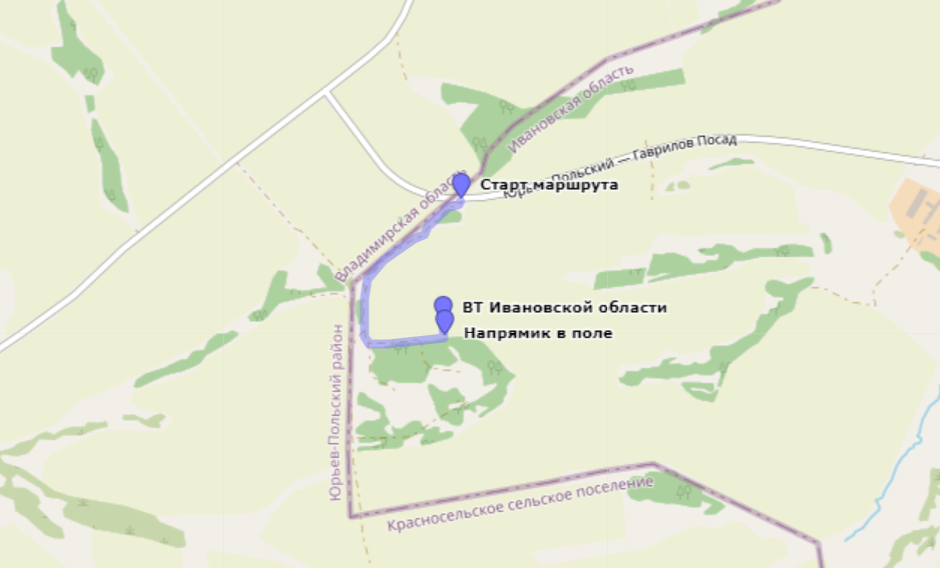 Ивановская область
Юрьев-Польский — Гаврилов Посад
Старт маршрута
Владимирская область
ВТ Ивановской области
Напрямик в поле
Юрьев-Польский район
Красносельское сельское поселение